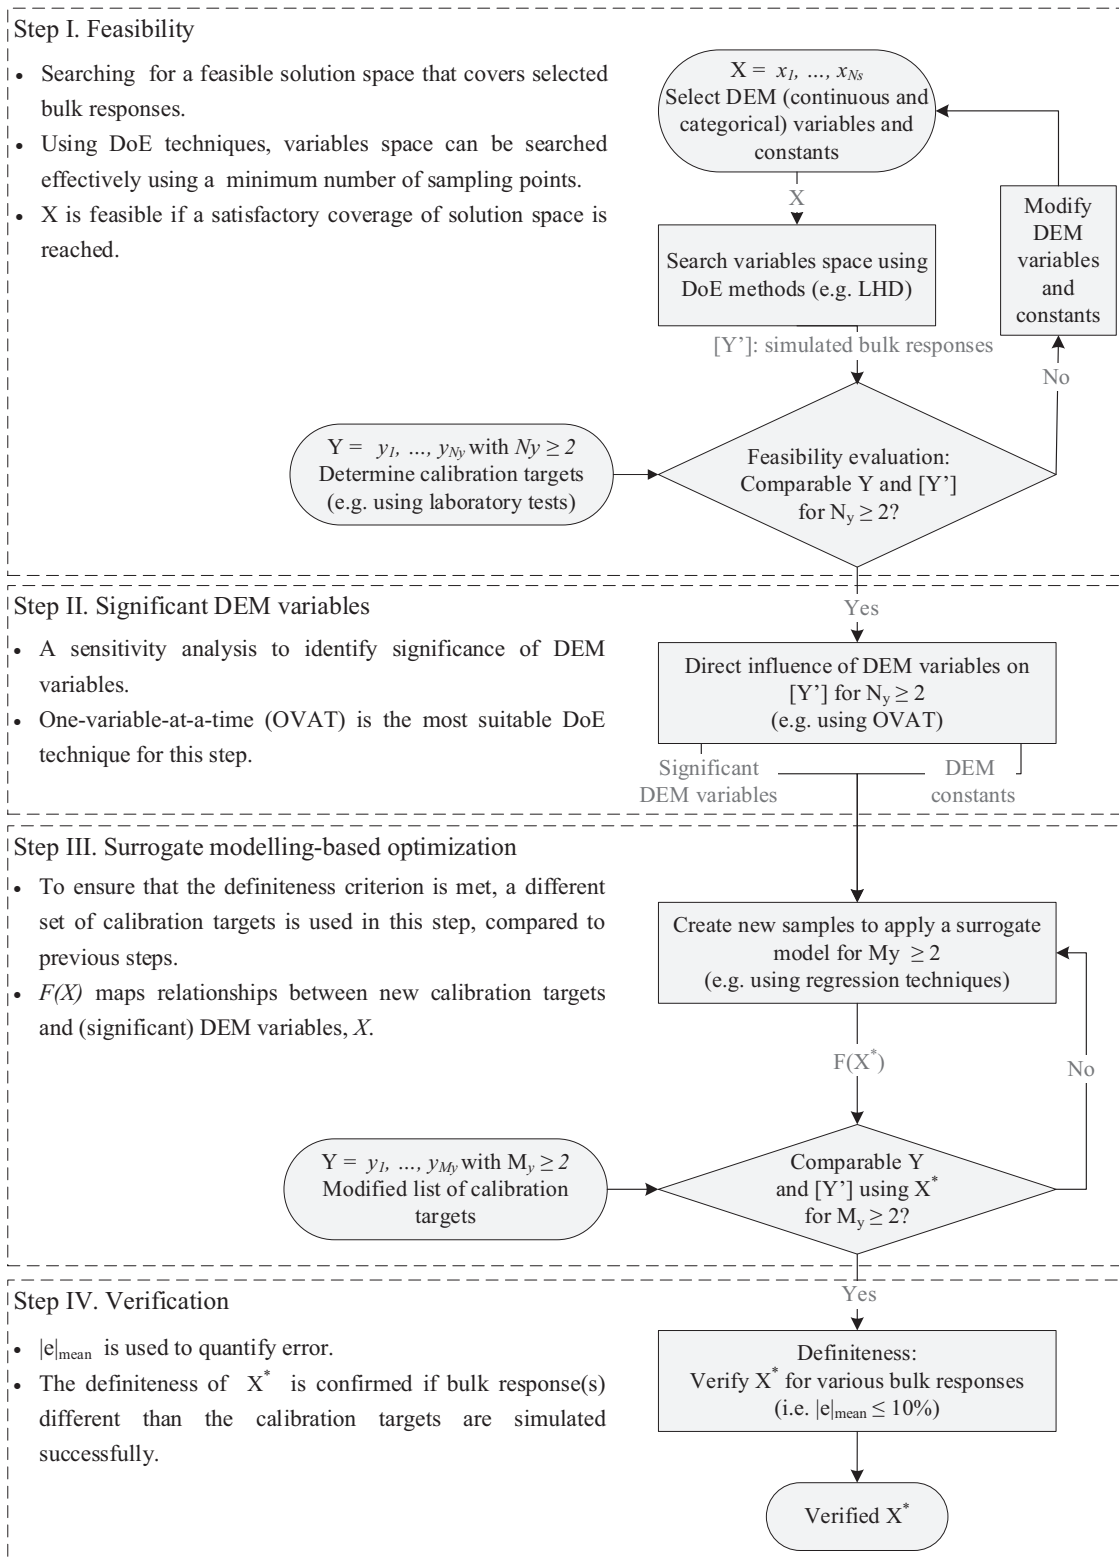 Step I. Feasibility
• Searching for a feasible solution space that covers selected
bulk responses.
• Using DoE techniques, variables space can be searched
effectively using a minimum number of sampling points.
• X is feasible if a satisfactory coverage of solution space is
reached.
X = x₁, ..., x_Ns
Select DEM (continuous and
categorical) variables and
constants
X
Search variables space using
DoE methods (e.g. LHD)
[Y’]: simulated bulk responses
Modify
DEM
variables
and
constants
No
Y = y₁, ..., y_Ny with Ny ≥ 2
Determine calibration targets
(e.g. using laboratory tests)
Feasibility evaluation:
Comparable Y and [Y’]
for N_y ≥ 2?
Yes
Step II. Significant DEM variables
• A sensitivity analysis to identify significance of DEM
variables.
• One-variable-at-a-time (OVAT) is the most suitable DoE
technique for this step.
Direct influence of DEM variables on
[Y’] for N_y ≥ 2
(e.g. using OVAT)
Significant
DEM variables
DEM
constants
Step III. Surrogate modelling-based optimization
• To ensure that the definiteness criterion is met, a different
set of calibration targets is used in this step, compared to
previous steps.
• F(X) maps relationships between new calibration targets
and (significant) DEM variables, X.
Create new samples to apply a surrogate
model for My ≥ 2
(e.g. using regression techniques)
F(X*)
No
Y = y₁, ..., y_My with M_y ≥ 2
Modified list of calibration
targets
Comparable Y
and [Y’] using X*
for M_y ≥ 2?
Yes
Step IV. Verification
• |e|mean is used to quantify error.
• The definiteness of X* is confirmed if bulk response(s)
different than the calibration targets are simulated
successfully.
Definiteness:
Verify X* for various bulk responses
(i.e. |e|mean ≤ 10%)
Verified X*